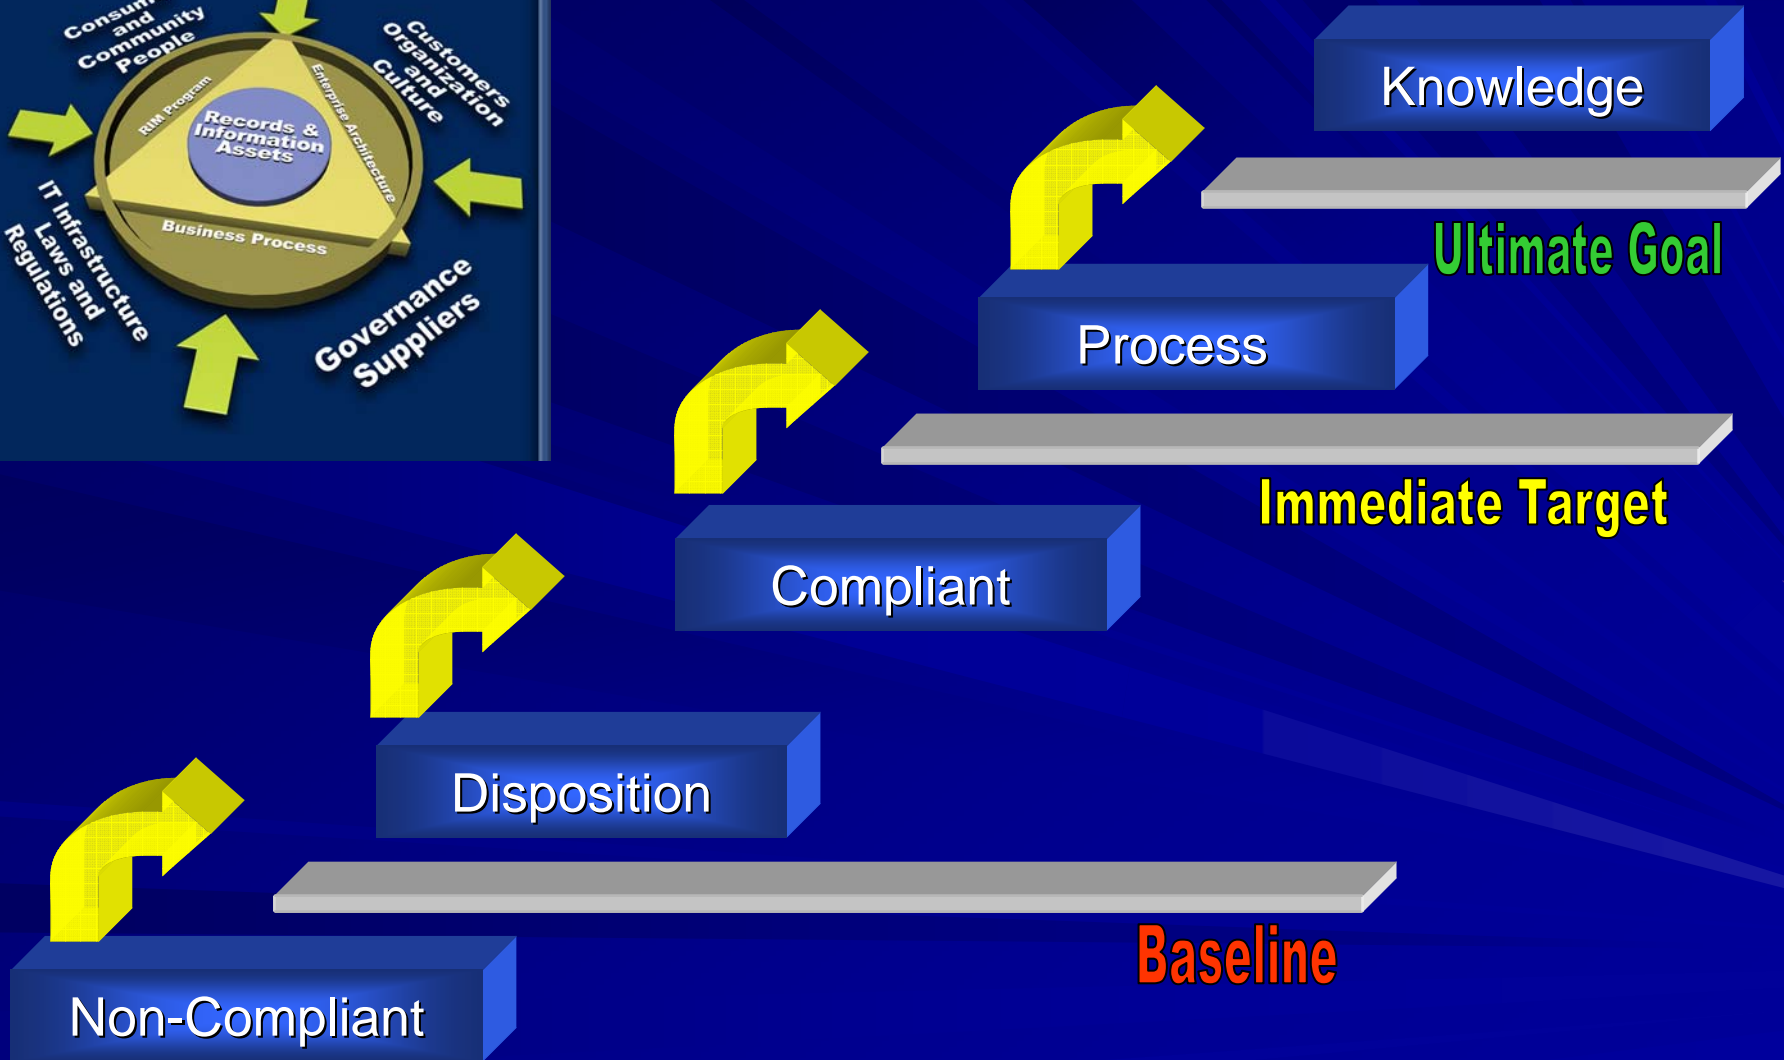 and
Community
People
Customers
Organization
and
Culture
RIM Program
Enterprise Architecture
Records &
Information
Assets
Business Process
IT Infrastructure
Laws and
Regulations
Governance
Suppliers
Knowledge
Ultimate Goal
Process
Immediate Target
Compliant
Disposition
Baseline
Non-Compliant